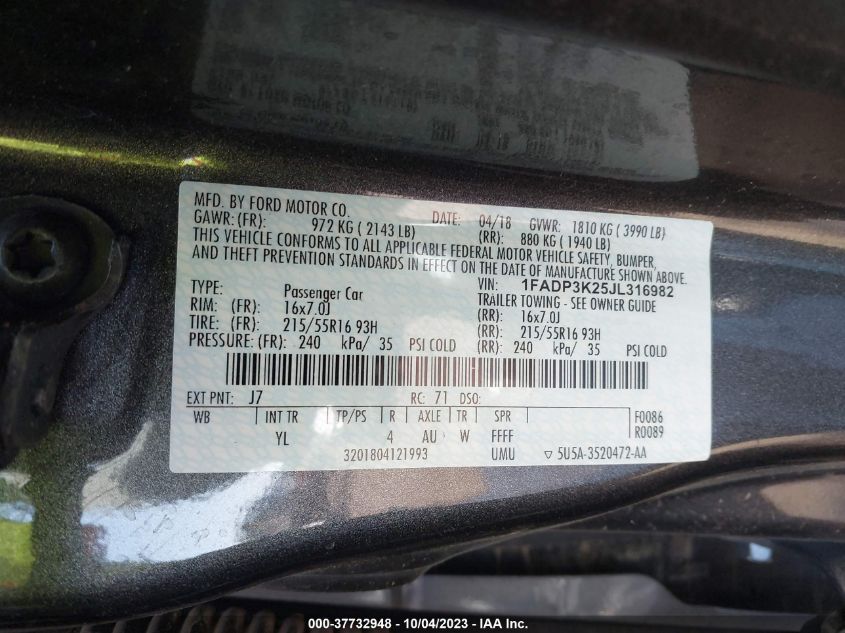 MFD. BY FORD MOTOR CO.
DATE: 04/18 GVWR: 1810 KG ( 3990 LB)
GAWR: (FR): 972 KG ( 2143 LB) (RR): 880 KG ( 1940 LB)
THIS VEHICLE CONFORMS TO ALL APPLICABLE FEDERAL MOTOR VEHICLE SAFETY, BUMPER,
AND THEFT PREVENTION STANDARDS IN EFFECT ON THE DATE OF MANUFACTURE SHOWN ABOVE.
VIN: 1FADP3K25JL316982
TYPE: Passenger Car TRAILER TOWING - SEE OWNER GUIDE
RIM: (FR): 16x7.0J (RR): 16x7.0J
TIRE: (FR): 215/55R16 93H (RR): 215/55R16 93H
PRESSURE: (FR): 240 kPa/ 35 PSI COLD (RR): 240 kPa/ 35 PSI COLD
EXT PNT: J7 RC: 71 DSO:
WB INT TR TP/PS R AXLE TR SPR F0086
YL 4 AU W FFFF R0089
3201804121993 UMU ▽ 5U5A-3520472-AA
000-37732948 - 10/04/2023 - IAA Inc.